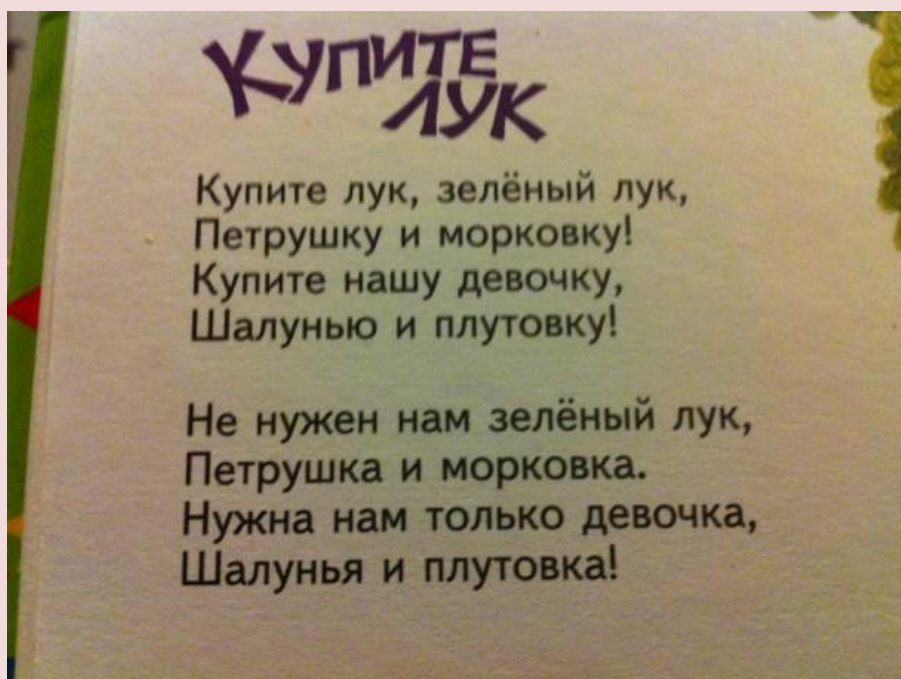 Купите
лук
Купите лук, зелёный лук,
Петрушку и морковку!
Купите нашу девочку,
Шалунью и плутовку!
Не нужен нам зелёный лук,
Петрушка и морковка.
Нужна нам только девочка,
Шалунья и плутовка!